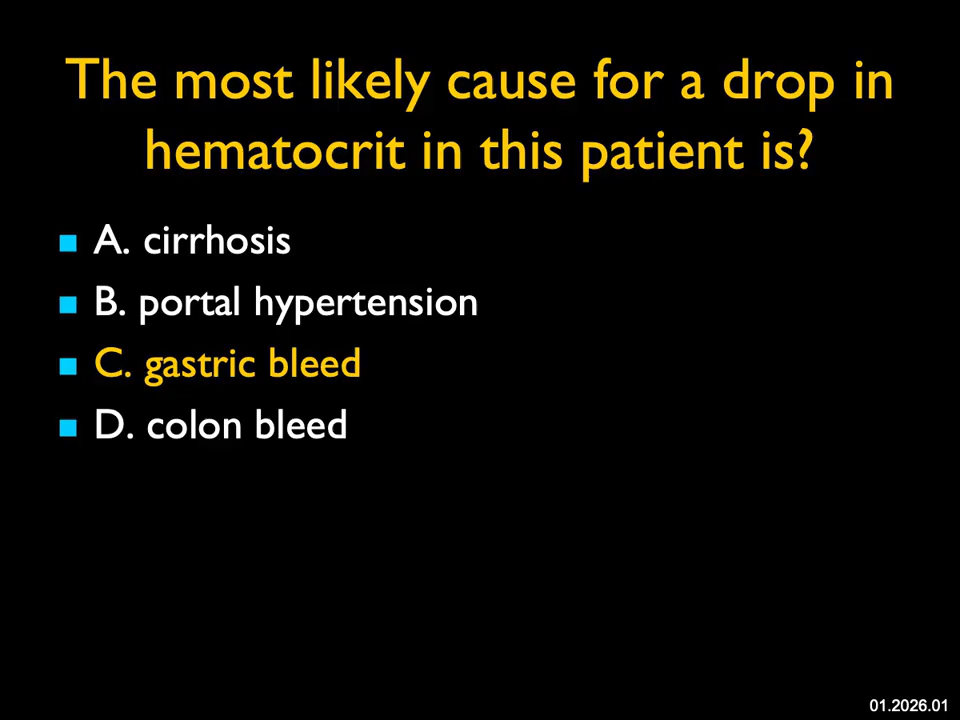 The most likely cause for a drop in
hematocrit in this patient is?
A. cirrhosis
B. portal hypertension
C. gastric bleed
D. colon bleed
01.2026.01